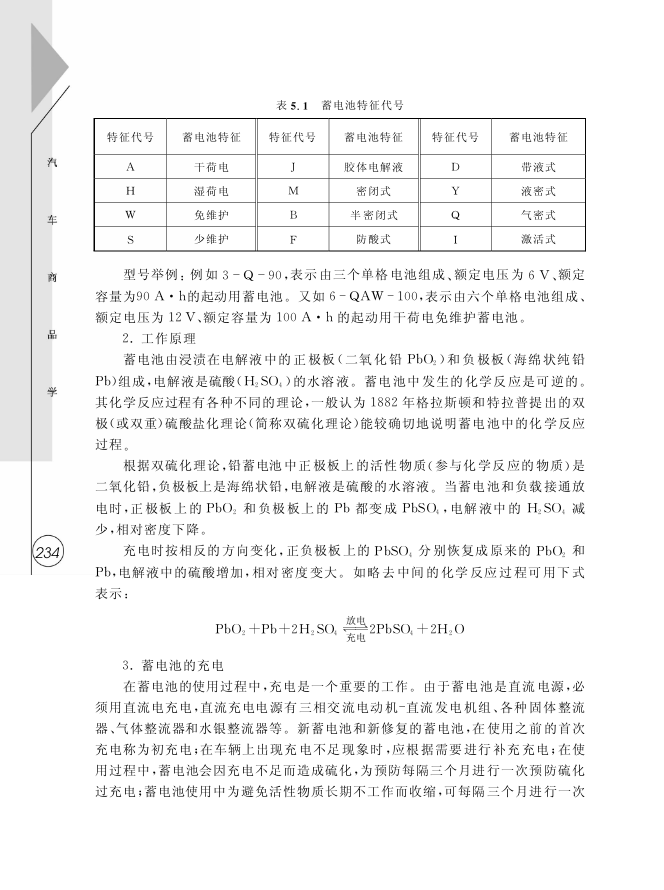 表 5.1 蓄电池特征代号
特征代号 蓄电池特征 特征代号 蓄电池特征 特征代号 蓄电池特征
A 干荷电 J 胶体电解液 D 带液式
H 湿荷电 M 密闭式 Y 液密式
W 免维护 B 半密闭式 Q 气密式
S 少维护 F 防酸式 I 激活式
型号举例：例如 3-Q-90,表示由三个单格电池组成、额定电压为 6 V、额定
容量为90 A·h的起动用蓄电池。又如 6-QAW-100,表示由六个单格电池组成、
额定电压为 12 V、额定容量为 100 A·h 的起动用干荷电免维护蓄电池。
2. 工作原理
蓄电池由浸渍在电解液中的正极板(二氧化铅 PbO₂)和负极板(海绵状纯铅
Pb)组成,电解液是硫酸(H₂SO₄)的水溶液。蓄电池中发生的化学反应是可逆的。
其化学反应过程有各种不同的理论,一般认为 1882 年格拉斯顿和特拉普提出的双
极(或双重)硫酸盐化理论(简称双硫化理论)能较确切地说明蓄电池中的化学反应
过程。
根据双硫化理论,铅蓄电池中正极板上的活性物质(参与化学反应的物质)是
二氧化铅,负极板上是海绵状铅,电解液是硫酸的水溶液。当蓄电池和负载接通放
电时,正极板上的 PbO₂ 和负极板上的 Pb 都变成 PbSO₄,电解液中的 H₂SO₄ 减
少,相对密度下降。
充电时按相反的方向变化,正负极板上的 PbSO₄ 分别恢复成原来的 PbO₂ 和
Pb,电解液中的硫酸增加,相对密度变大。如略去中间的化学反应过程可用下式
表示：
放电
PbO₂+Pb+2H₂SO₄⇌2PbSO₄+2H₂O
充电
3. 蓄电池的充电
在蓄电池的使用过程中,充电是一个重要的工作。由于蓄电池是直流电源,必
须用直流电充电,直流充电电源有三相交流电动机-直流发电机组、各种固体整流
器、气体整流器和水银整流器等。新蓄电池和新修复的蓄电池,在使用之前的首次
充电称为初充电;在车辆上出现充电不足现象时,应根据需要进行补充充电;在使
用过程中,蓄电池会因充电不足而造成硫化,为预防每隔三个月进行一次预防硫化
过充电;蓄电池使用中为避免活性物质长期不工作而收缩,可每隔三个月进行一次
汽
车
商
品
学
234